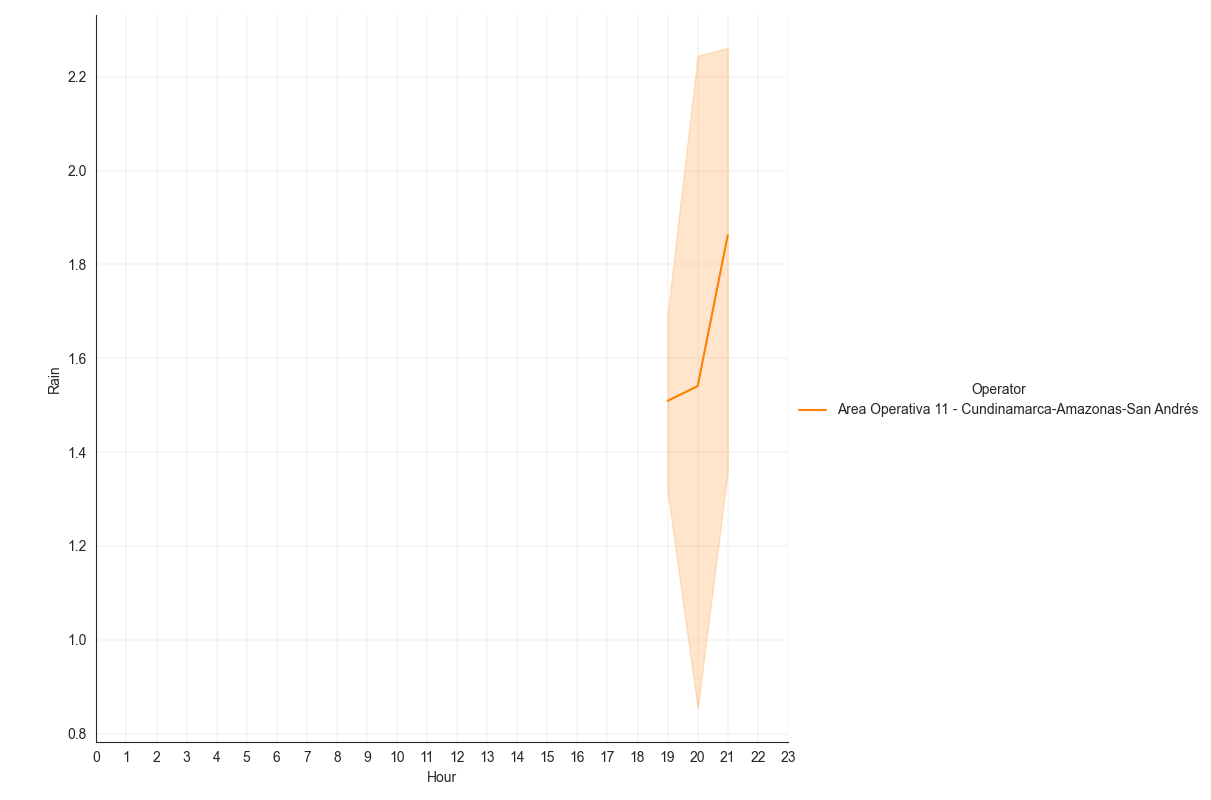 2.2
2.0
1.8
1.6
1.4
1.2
1.0
0.8
Rain
0 1 2 3 4 5 6 7 8 9 10 11 12 13 14 15 16 17 18 19 20 21 22 23
Hour
Operator
Area Operativa 11 - Cundinamarca-Amazonas-San Andrés